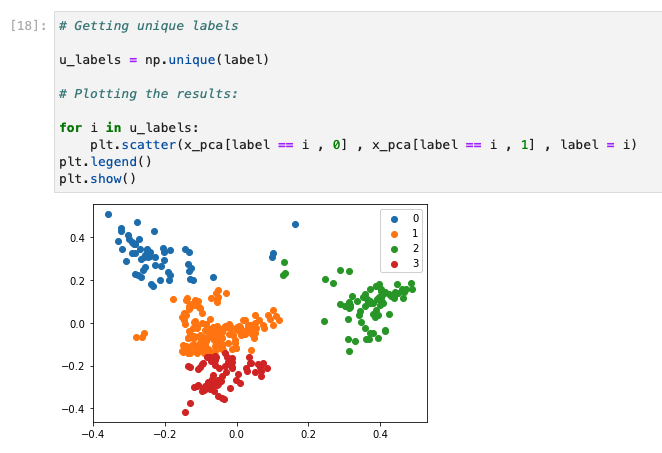 [18]: # Getting unique labels
u_labels = np.unique(label)
# Plotting the results:
for i in u_labels:
    plt.scatter(x_pca[label == i , 0] , x_pca[label == i , 1] , label = i)
plt.legend()
plt.show()
0
1
2
3
0.4
0.2
0.0
−0.2
−0.4
−0.4 −0.2 0.0 0.2 0.4